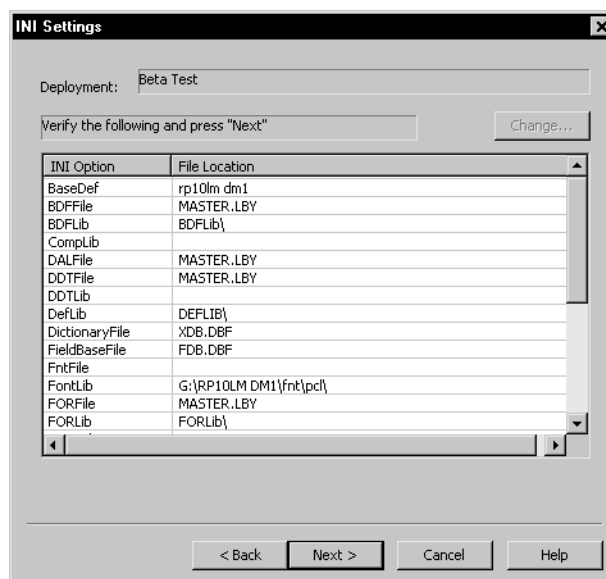 INI Settings
Deployment: Beta Test
Verify the following and press "Next" Change...
INI Option File Location
BaseDef rp10lm dm1
BDFFile MASTER.LBY
BDFLib BDFLib\
CompLib
DALFile MASTER.LBY
DDTFile MASTER.LBY
DDTLib
DefLib DEFLIB\
DictionaryFile XDB.DBF
FieldBaseFile FDB.DBF
FntFile
FontLib G:\RP10LM DM1\fnt\pcl\
FORFile MASTER.LBY
FORLib FORLib\
< Back Next > Cancel Help